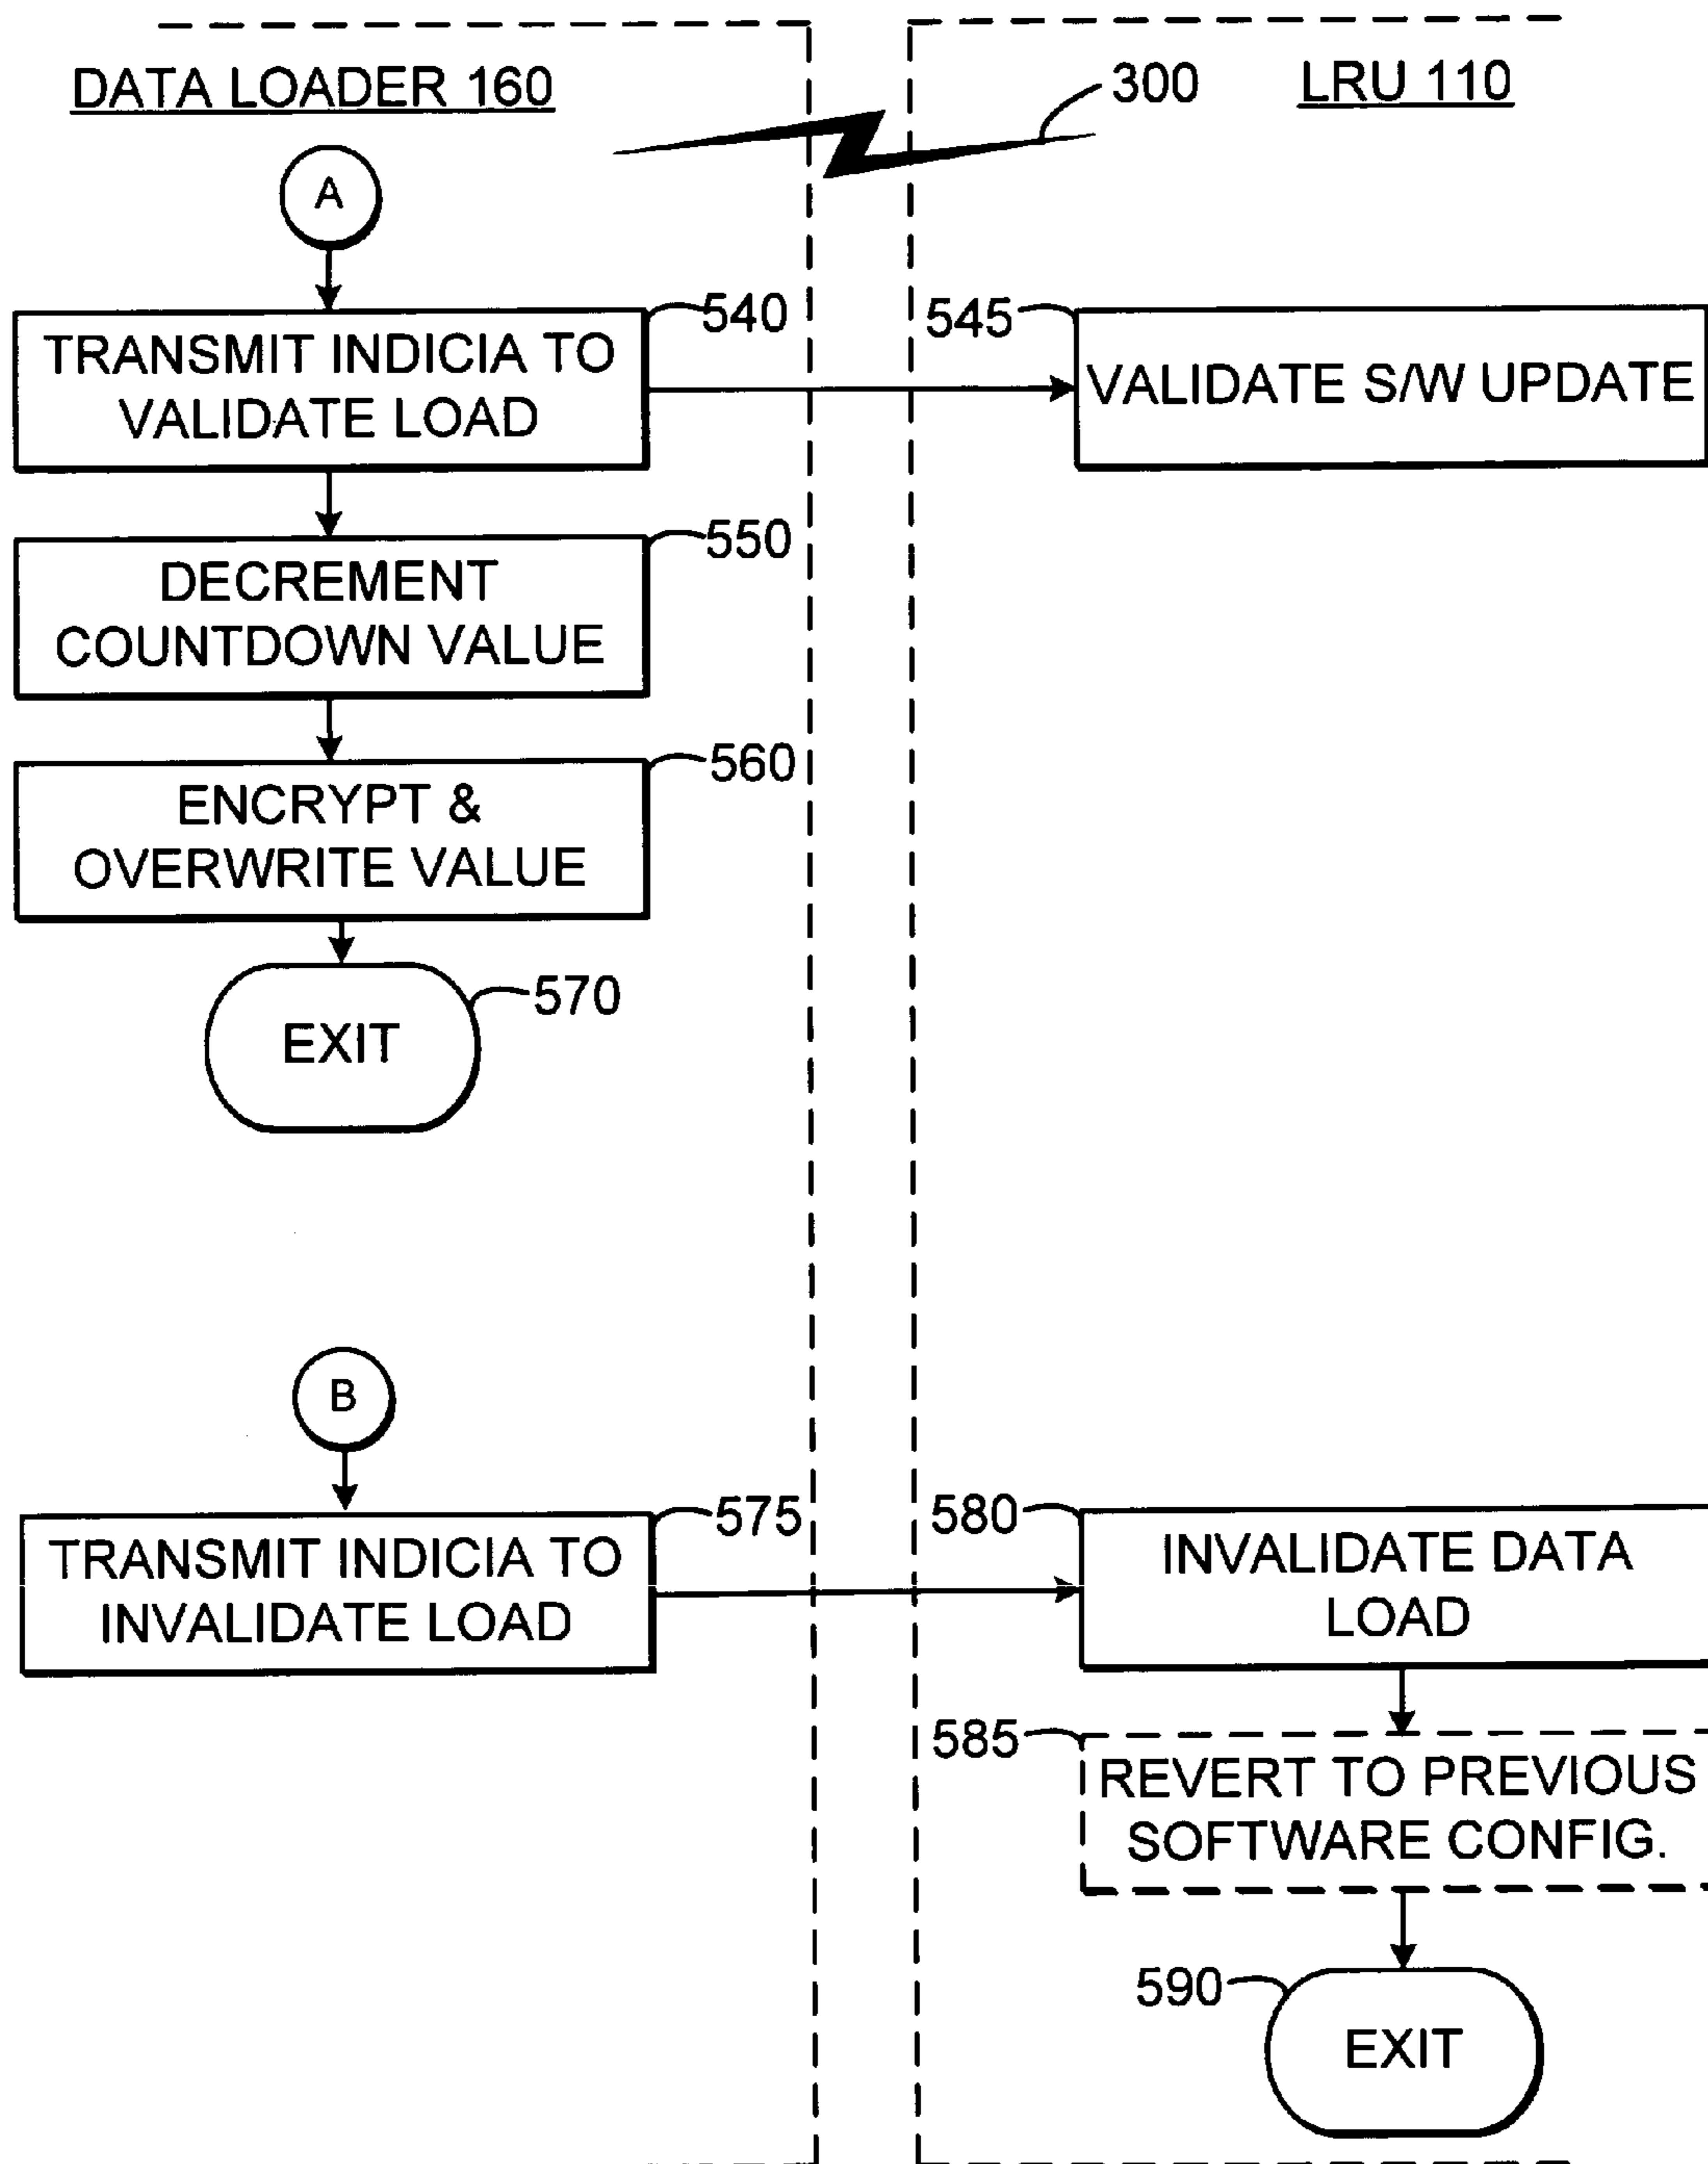 DATA LOADER 160
300
LRU 110
A
540
TRANSMIT INDICIA TO
VALIDATE LOAD
545
VALIDATE S/W UPDATE
550
DECREMENT
COUNTDOWN VALUE
560
ENCRYPT &
OVERWRITE VALUE
570
EXIT
B
575
TRANSMIT INDICIA TO
INVALIDATE LOAD
580
INVALIDATE DATA
LOAD
585
REVERT TO PREVIOUS
SOFTWARE CONFIG.
590
EXIT